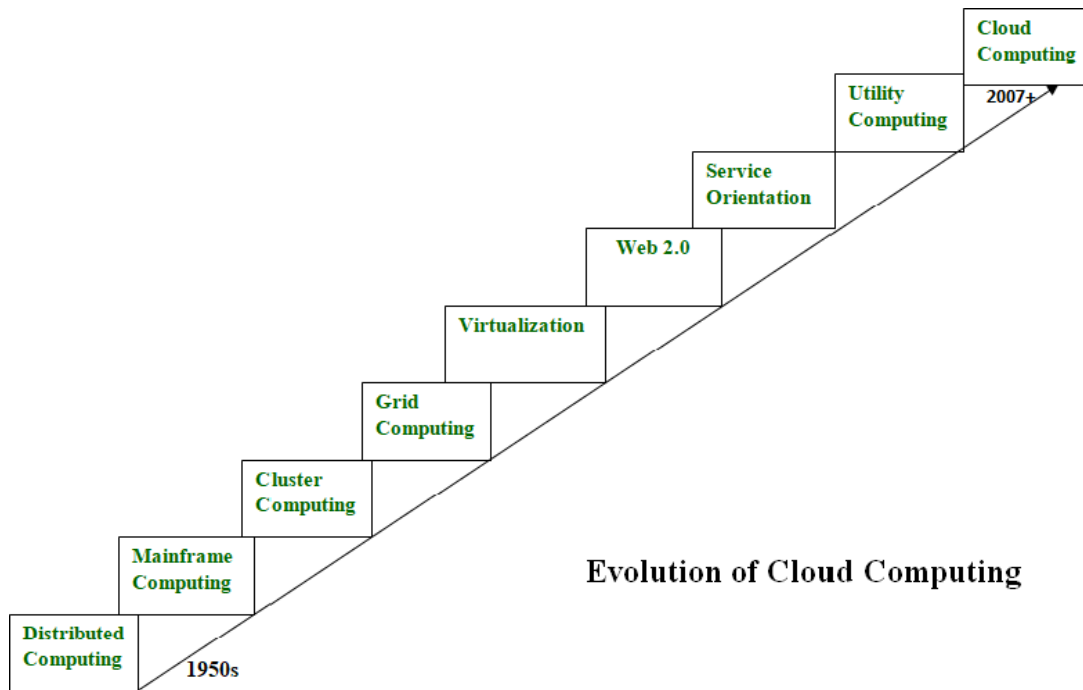 Cloud
Computing
2007+
Utility
Computing
Service
Orientation
Web 2.0
Virtualization
Grid
Computing
Cluster
Computing
Mainframe
Computing
Evolution of Cloud Computing
Distributed
Computing
1950s